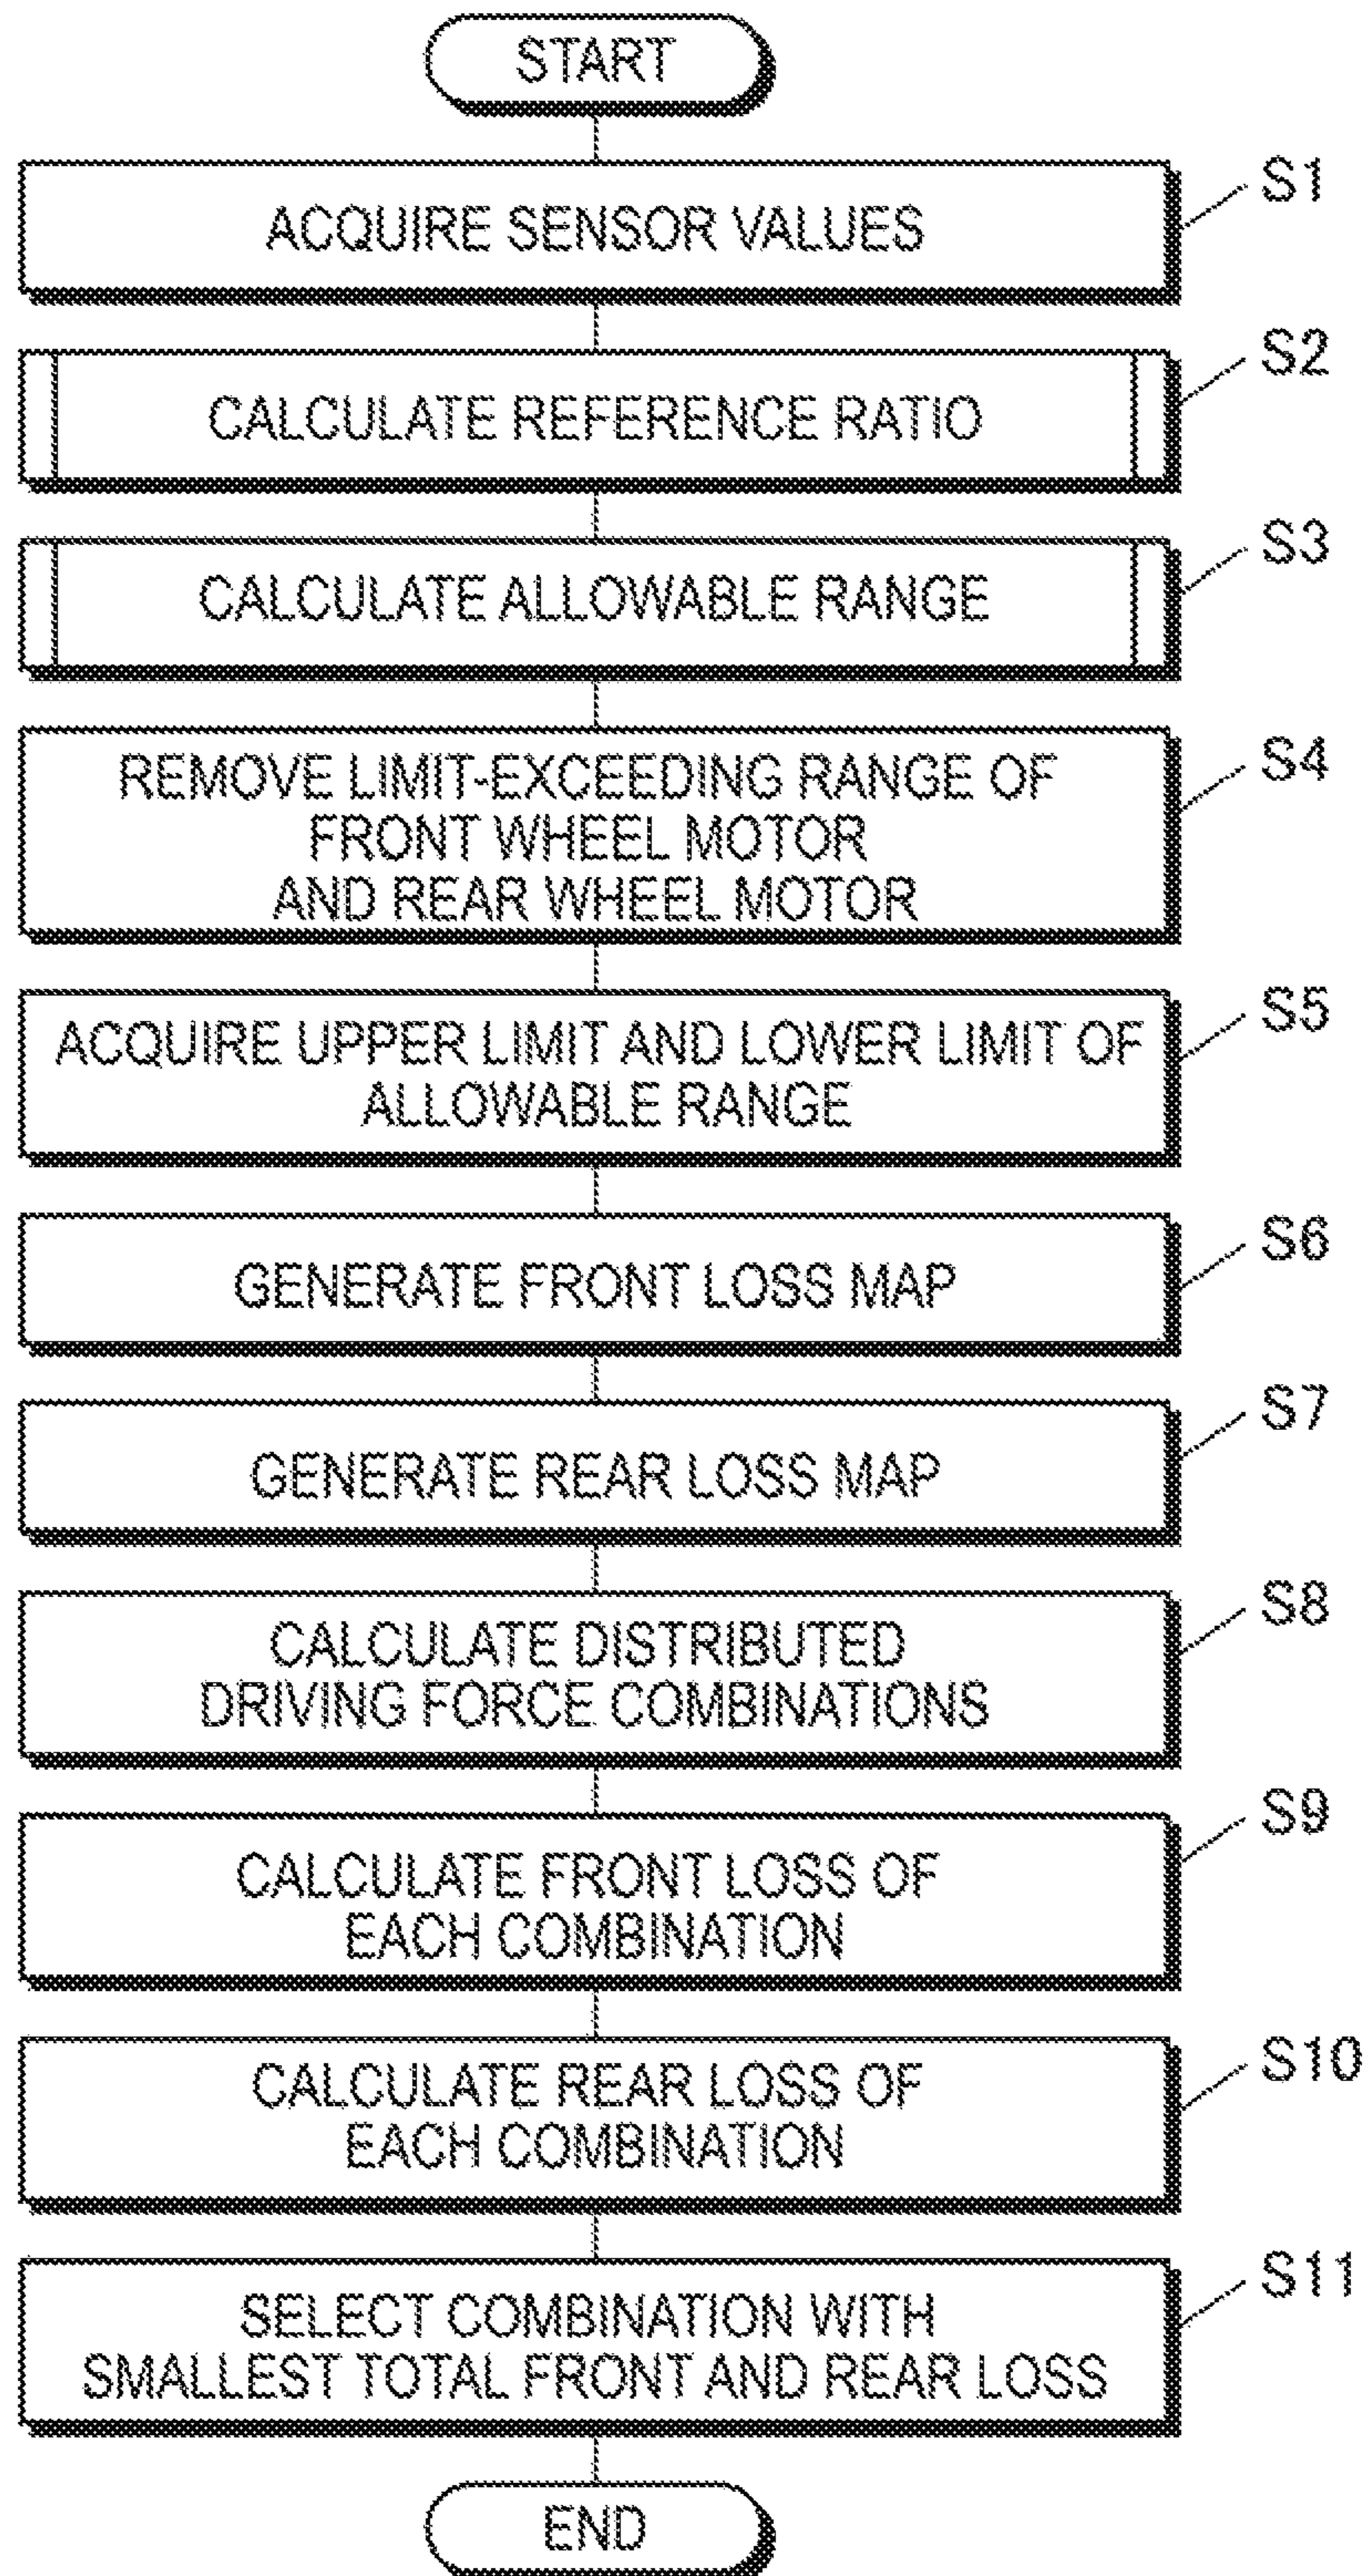 START
ACQUIRE SENSOR VALUES
S1
CALCULATE REFERENCE RATIO
S2
CALCULATE ALLOWABLE RANGE
S3
REMOVE LIMIT-EXCEEDING RANGE OF
FRONT WHEEL MOTOR
AND REAR WHEEL MOTOR
S4
ACQUIRE UPPER LIMIT AND LOWER LIMIT OF
ALLOWABLE RANGE
S5
GENERATE FRONT LOSS MAP
S6
GENERATE REAR LOSS MAP
S7
CALCULATE DISTRIBUTED
DRIVING FORCE COMBINATIONS
S8
CALCULATE FRONT LOSS OF
EACH COMBINATION
S9
CALCULATE REAR LOSS OF
EACH COMBINATION
S10
SELECT COMBINATION WITH
SMALLEST TOTAL FRONT AND REAR LOSS
S11
END